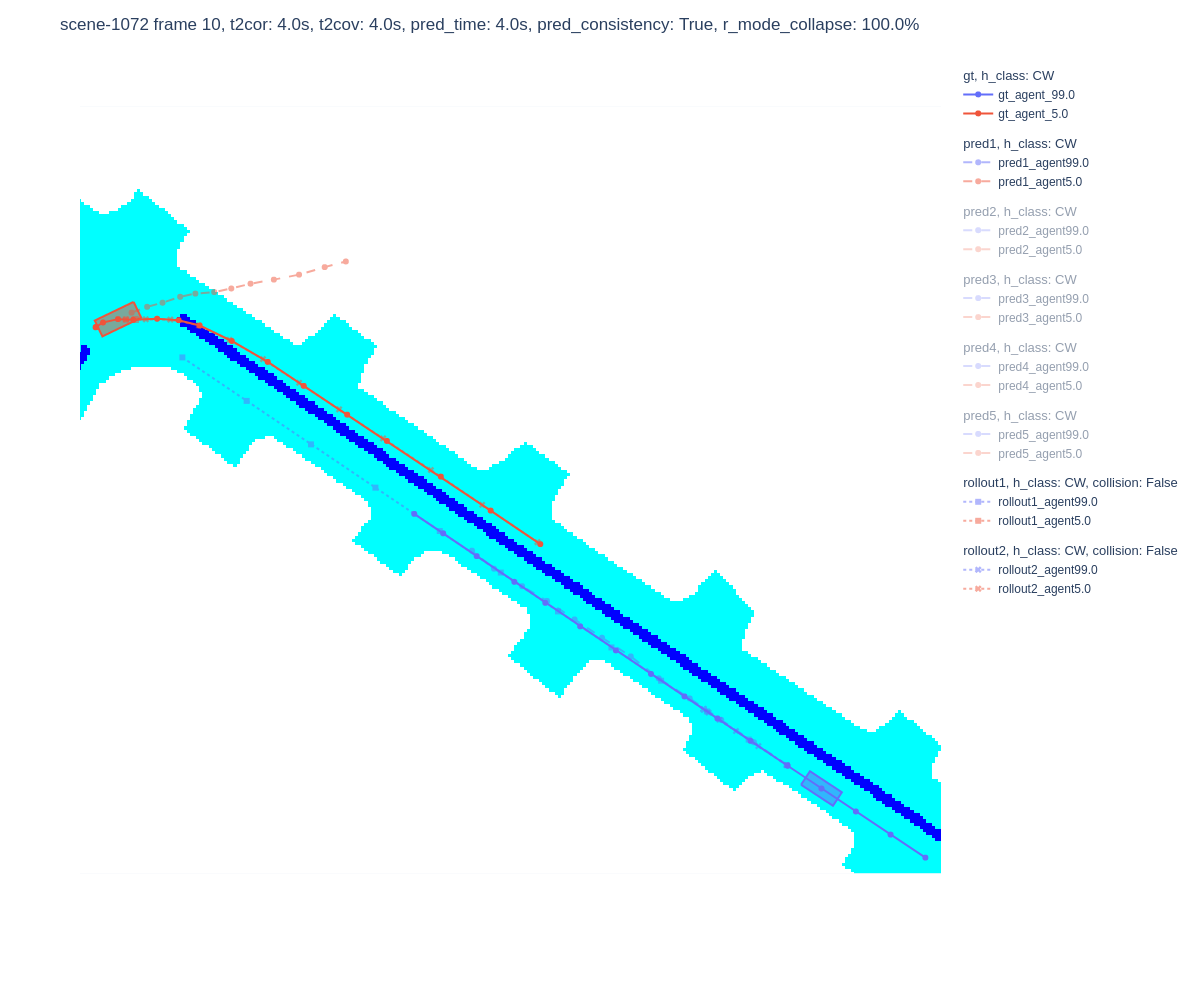 scene-1072 frame 10, t2cor: 4.0s, t2cov: 4.0s, pred_time: 4.0s, pred_consistency: True, r_mode_collapse: 100.0%
gt, h_class: CW
gt_agent_99.0
gt_agent_5.0
pred1, h_class: CW
pred1_agent99.0
pred1_agent5.0
pred2, h_class: CW
pred2_agent99.0
pred2_agent5.0
pred3, h_class: CW
pred3_agent99.0
pred3_agent5.0
pred4, h_class: CW
pred4_agent99.0
pred4_agent5.0
pred5, h_class: CW
pred5_agent99.0
pred5_agent5.0
rollout1, h_class: CW, collision: False
rollout1_agent99.0
rollout1_agent5.0
rollout2, h_class: CW, collision: False
rollout2_agent99.0
rollout2_agent5.0